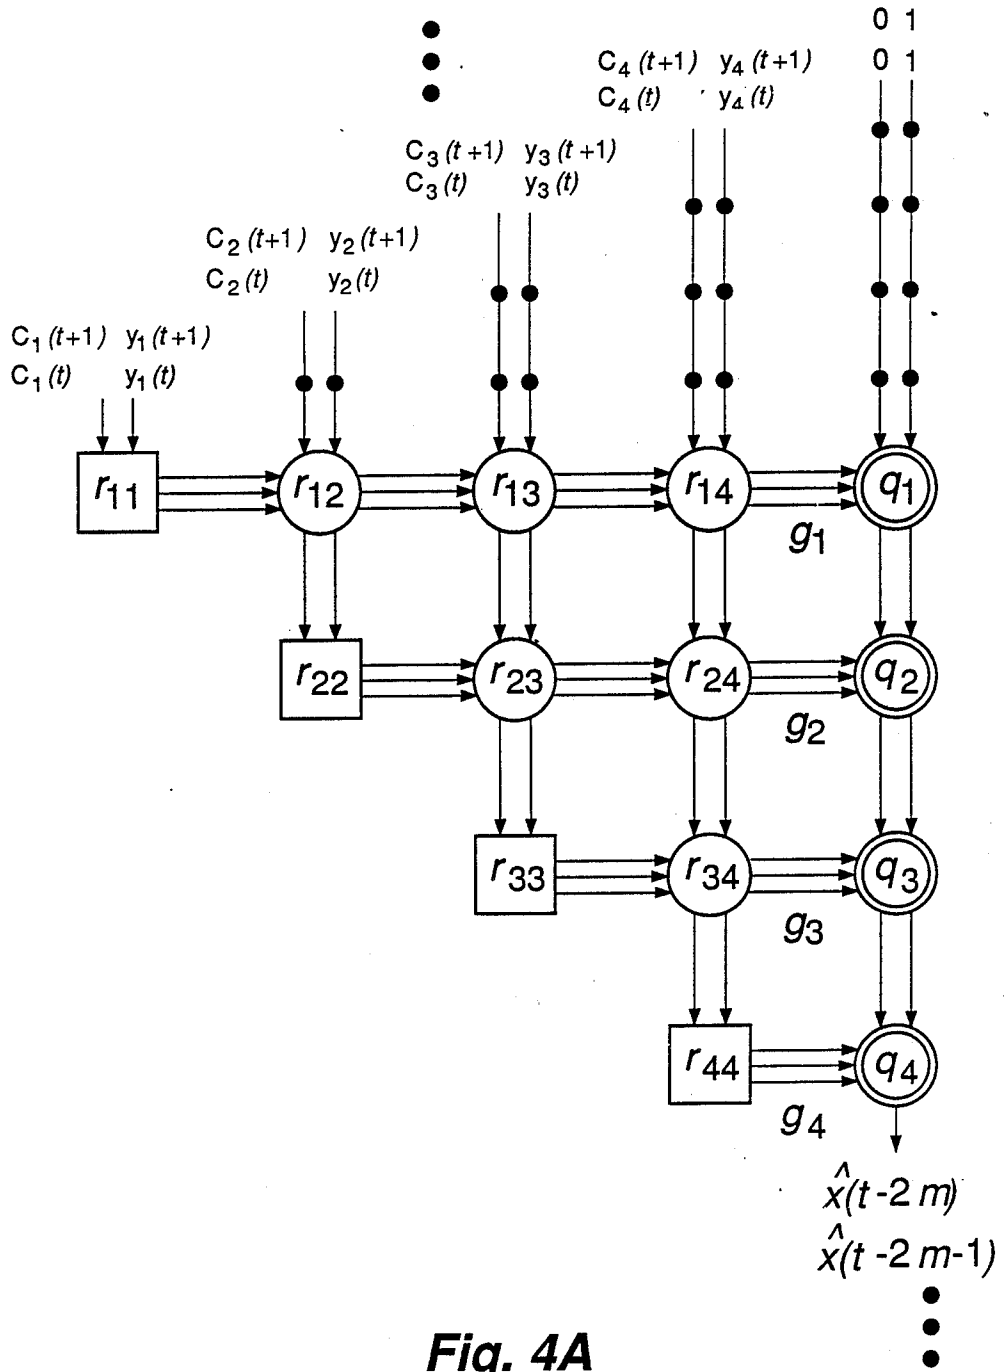 0 1
0 1
C4(t+1) y4(t+1)
C4(t) y4(t)
C3(t+1) y3(t+1)
C3(t) y3(t)
C2(t+1) y2(t+1)
C2(t) y2(t)
C1(t+1) y1(t+1)
C1(t) y1(t)
r11 r12 r13 r14 q1
g1
r22 r23 r24 q2
g2
r33 r34 q3
g3
r44 q4
g4
x̂(t-2m)
x̂(t-2m-1)
Fig. 4A